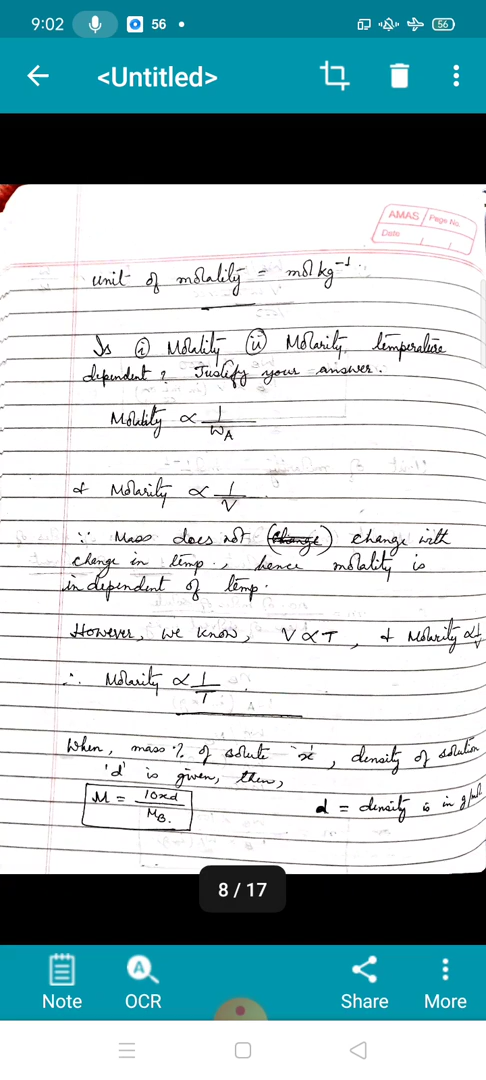 9:02 56 56
<Untitled>
AMAS Page No.
Date
unit of molality = mol kg⁻¹.
Is (i) Molality (ii) Molarity, temperature
dependent? Justify your answer.
Molality ∝ 1/W_A
& Molarity ∝ 1/V
∵ Mass does not (change) change with
change in temp., hence molality is
independent of temp.
However, we know, V ∝ T, & Molarity ∝ 1/V
∴ Molarity ∝ 1/T
When, mass % of solute 'x', density of solution
'd' is given, then,
M = 10xd/M_B.
d = density is in g/ml
8 / 17
Note OCR Share More